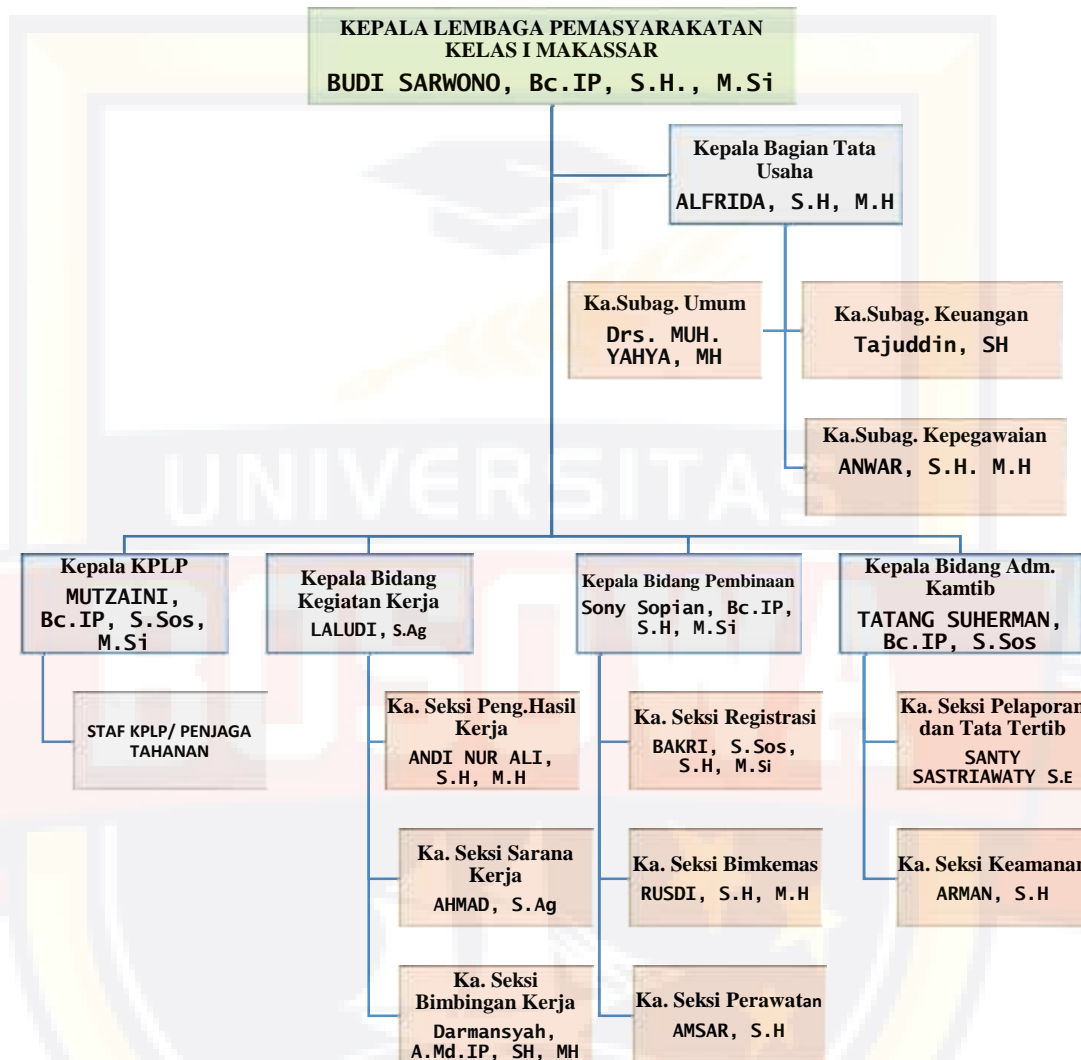 KEPALA LEMBAGA PEMASYARAKATAN
KELAS I MAKASSAR
BUDI SARWONO, Bc.IP, S.H., M.Si
Kepala Bagian Tata
Usaha
ALFRIDA, S.H, M.H
Ka.Subag. Umum
Drs. MUH.
YAHYA, MH
Ka.Subag. Keuangan
Tajuddin, SH
Ka.Subag. Kepegawaian
ANWAR, S.H. M.H
UNIVERSITAS
BOSOWA
Kepala KPLP
MUTZAINI,
Bc.IP, S.Sos,
M.Si
STAF KPLP/ PENJAGA
TAHANAN
Kepala Bidang
Kegiatan Kerja
LALUDI, S.Ag
Ka. Seksi Peng.Hasil
Kerja
ANDI NUR ALI,
S.H, M.H
Ka. Seksi Sarana
Kerja
AHMAD, S.Ag
Ka. Seksi
Bimbingan Kerja
Darmansyah,
A.Md.IP, SH, MH
Kepala Bidang Pembinaan
Sony Sopian, Bc.IP,
S.H, M.Si
Ka. Seksi Registrasi
BAKRI, S.Sos,
S.H, M.Si
Ka. Seksi Bimkemas
RUSDI, S.H, M.H
Ka. Seksi Perawatan
AMSAR, S.H
Kepala Bidang Adm.
Kamtib
TATANG SUHERMAN,
Bc.IP, S.Sos
Ka. Seksi Pelaporan
dan Tata Tertib
SANTY
SASTRIAWATY S.E
Ka. Seksi Keamanan
ARMAN, S.H